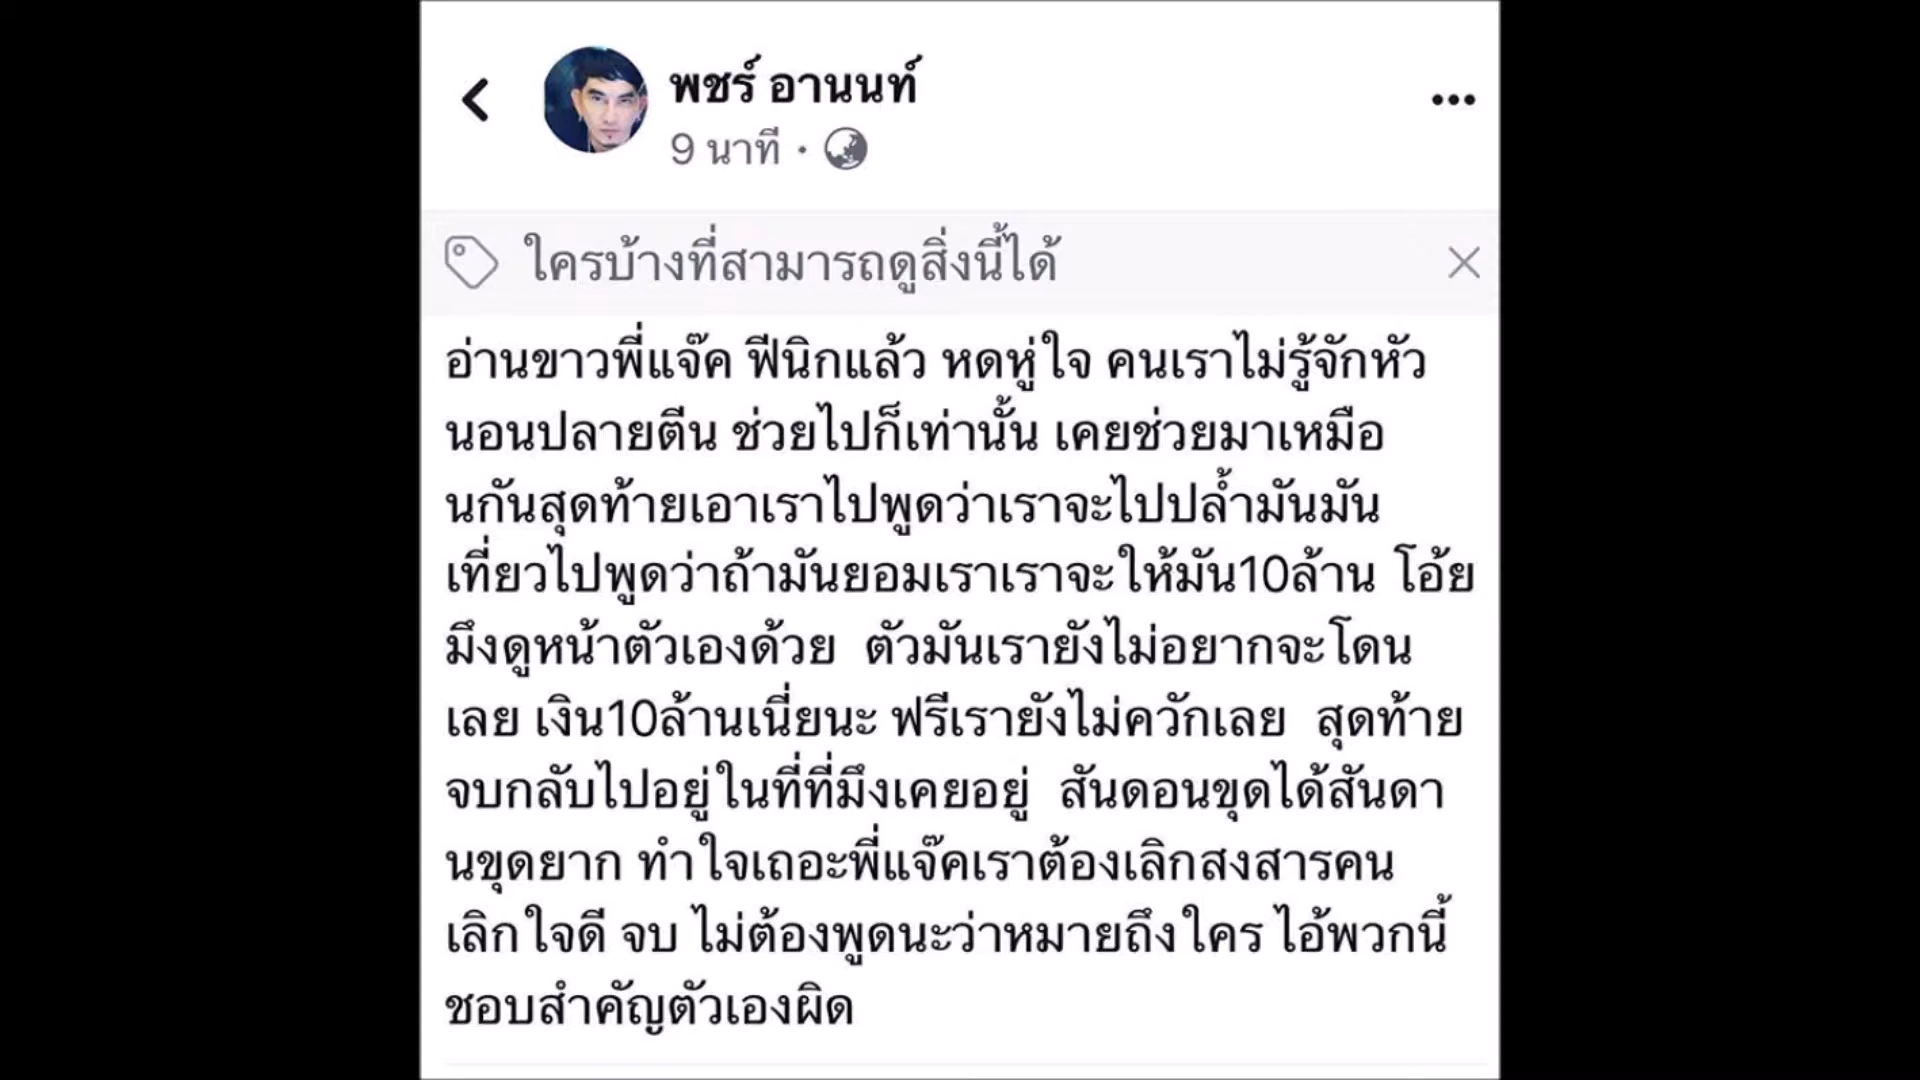 พชร์ อานนท์
9 นาที ·
ใครบ้างที่สามารถดูสิ่งนี้ได้
อ่านขาวพี่แจ๊ค ฟีนิกแล้ว หดหู่ใจ คนเราไม่รู้จักหัว
นอนปลายตีน ช่วยไปก็เท่านั้น เคยช่วยมาเหมือ
นกันสุดท้ายเอาเราไปพูดว่าเราจะไปปล้ำมันมัน
เที่ยวไปพูดว่าถ้ามันยอมเราเราจะให้มัน10ล้าน โอ้ย
มึงดูหน้าตัวเองด้วย  ตัวมันเรายังไม่อยากจะโดน
เลย เงิน10ล้านเนี่ยนะ ฟรีเรายังไม่ควักเลย  สุดท้าย
จบกลับไปอยู่ในที่ที่มึงเคยอยู่  สันดอนขุดได้สันดา
นขุดยาก ทำใจเถอะพี่แจ๊คเราต้องเลิกสงสารคน
เลิกใจดี จบ ไม่ต้องพูดนะว่าหมายถึงใคร ไอ้พวกนี้
ชอบสำคัญตัวเองผิด